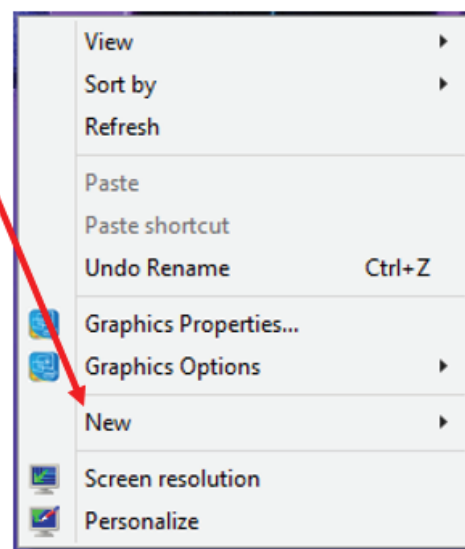 View
Sort by
Refresh
Paste
Paste shortcut
Undo Rename Ctrl+Z
Graphics Properties...
Graphics Options
New
Screen resolution
Personalize